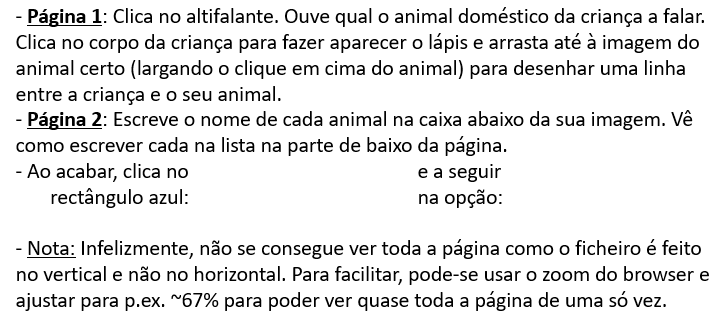 - Página 1: Clica no altifalante. Ouve qual o animal doméstico da criança a falar.
Clica no corpo da criança para fazer aparecer o lápis e arrasta até à imagem do
animal certo (largando o clique em cima do animal) para desenhar uma linha
entre a criança e o seu animal.
- Página 2: Escreve o nome de cada animal na caixa abaixo da sua imagem. Vê
como escrever cada na lista na parte de baixo da página.
- Ao acabar, clica no e a seguir
rectângulo azul: na opção:
- Nota: Infelizmente, não se consegue ver toda a página como o ficheiro é feito
no vertical e não no horizontal. Para facilitar, pode-se usar o zoom do browser e
ajustar para p.ex. ~67% para poder ver quase toda a página de uma só vez.